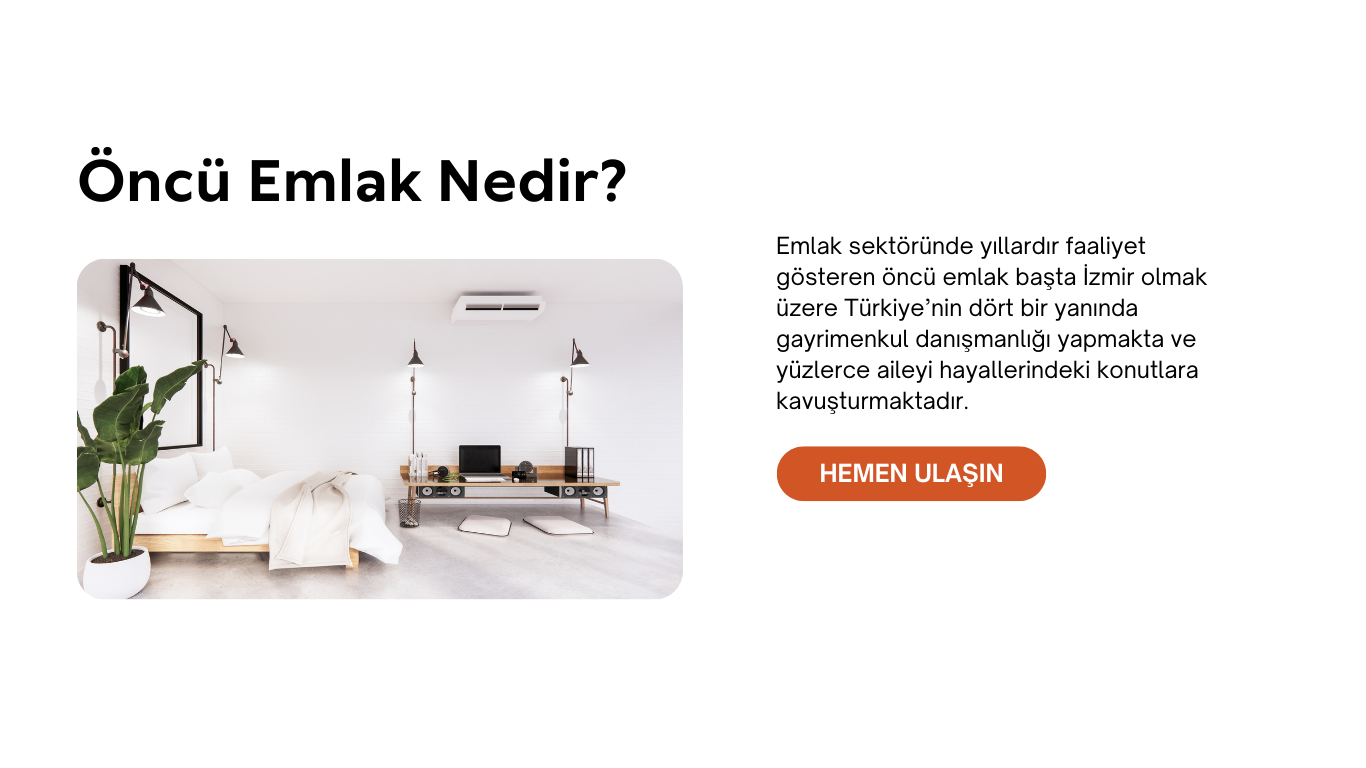 Öncü Emlak Nedir?
Emlak sektöründe yıllardır faaliyet
gösteren öncü emlak başta İzmir olmak
üzere Türkiye’nin dört bir yanında
gayrimenkul danışmanlığı yapmakta ve
yüzlerce aileyi hayallerindeki konutlara
kavuşturmaktadır.
HEMEN ULAŞIN